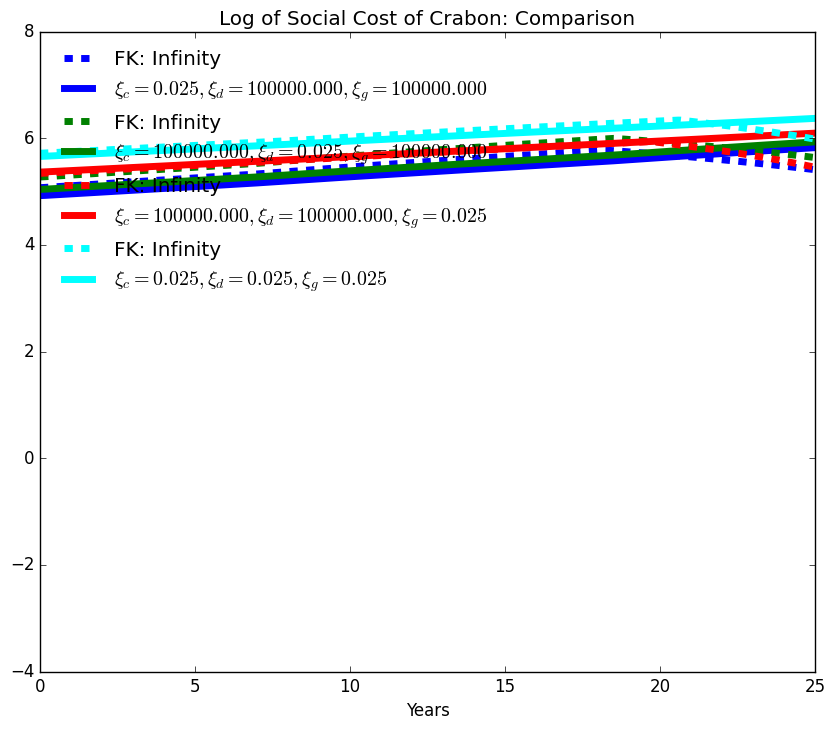 Log of Social Cost of Crabon: Comparison
8
FK: Infinity
ξc = 0.025, ξd = 100000.000, ξg = 100000.000
FK: Infinity
6
ξc = 100000.000, ξd = 0.025, ξg = 100000.000
FK: Infinity
ξc = 100000.000, ξd = 100000.000, ξg = 0.025
FK: Infinity
4
ξc = 0.025, ξd = 0.025, ξg = 0.025
2
0
−2
−4
0 5 10 15 20 25
Years